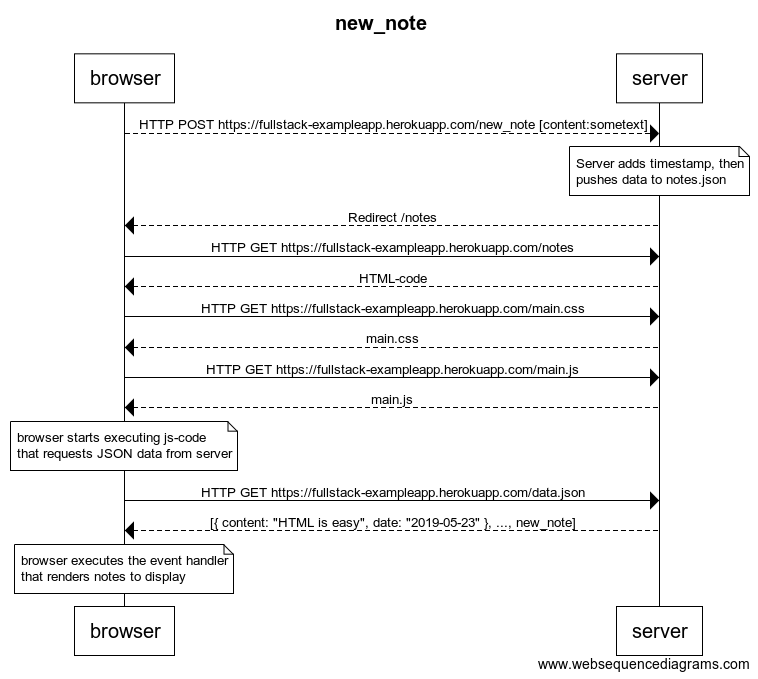 new_note
browser
server
HTTP POST https://fullstack-exampleapp.herokuapp.com/new_note [content:sometext]
Server adds timestamp, then
pushes data to notes.json
Redirect /notes
HTTP GET https://fullstack-exampleapp.herokuapp.com/notes
HTML-code
HTTP GET https://fullstack-exampleapp.herokuapp.com/main.css
main.css
HTTP GET https://fullstack-exampleapp.herokuapp.com/main.js
main.js
browser starts executing js-code
that requests JSON data from server
HTTP GET https://fullstack-exampleapp.herokuapp.com/data.json
[{ content: "HTML is easy", date: "2019-05-23" }, ..., new_note]
browser executes the event handler
that renders notes to display
browser
server
www.websequencediagrams.com